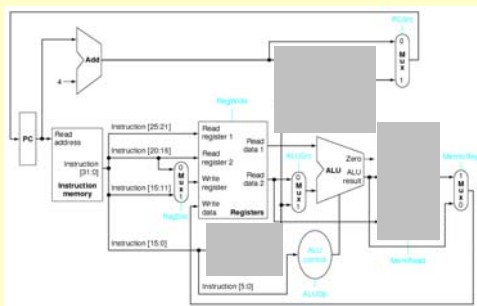 PCSrc
0
M
u
x
1
Add
4
RegWrite
PC
Read
address
Instruction
[31:0]
Instruction
memory
Instruction [25:21]
Instruction [20:16]
Instruction [15:11]
Instruction [15:0]
Instruction [5:0]
0
M
u
x
1
RegDst
Read
register 1
Read
register 2
Write
register
Write
data
Read
data 1
Read
data 2
Registers
ALUSrc
0
M
u
x
1
Zero
ALU
ALU
result
ALU
control
ALUOp
MemRead
1
M
u
x
0